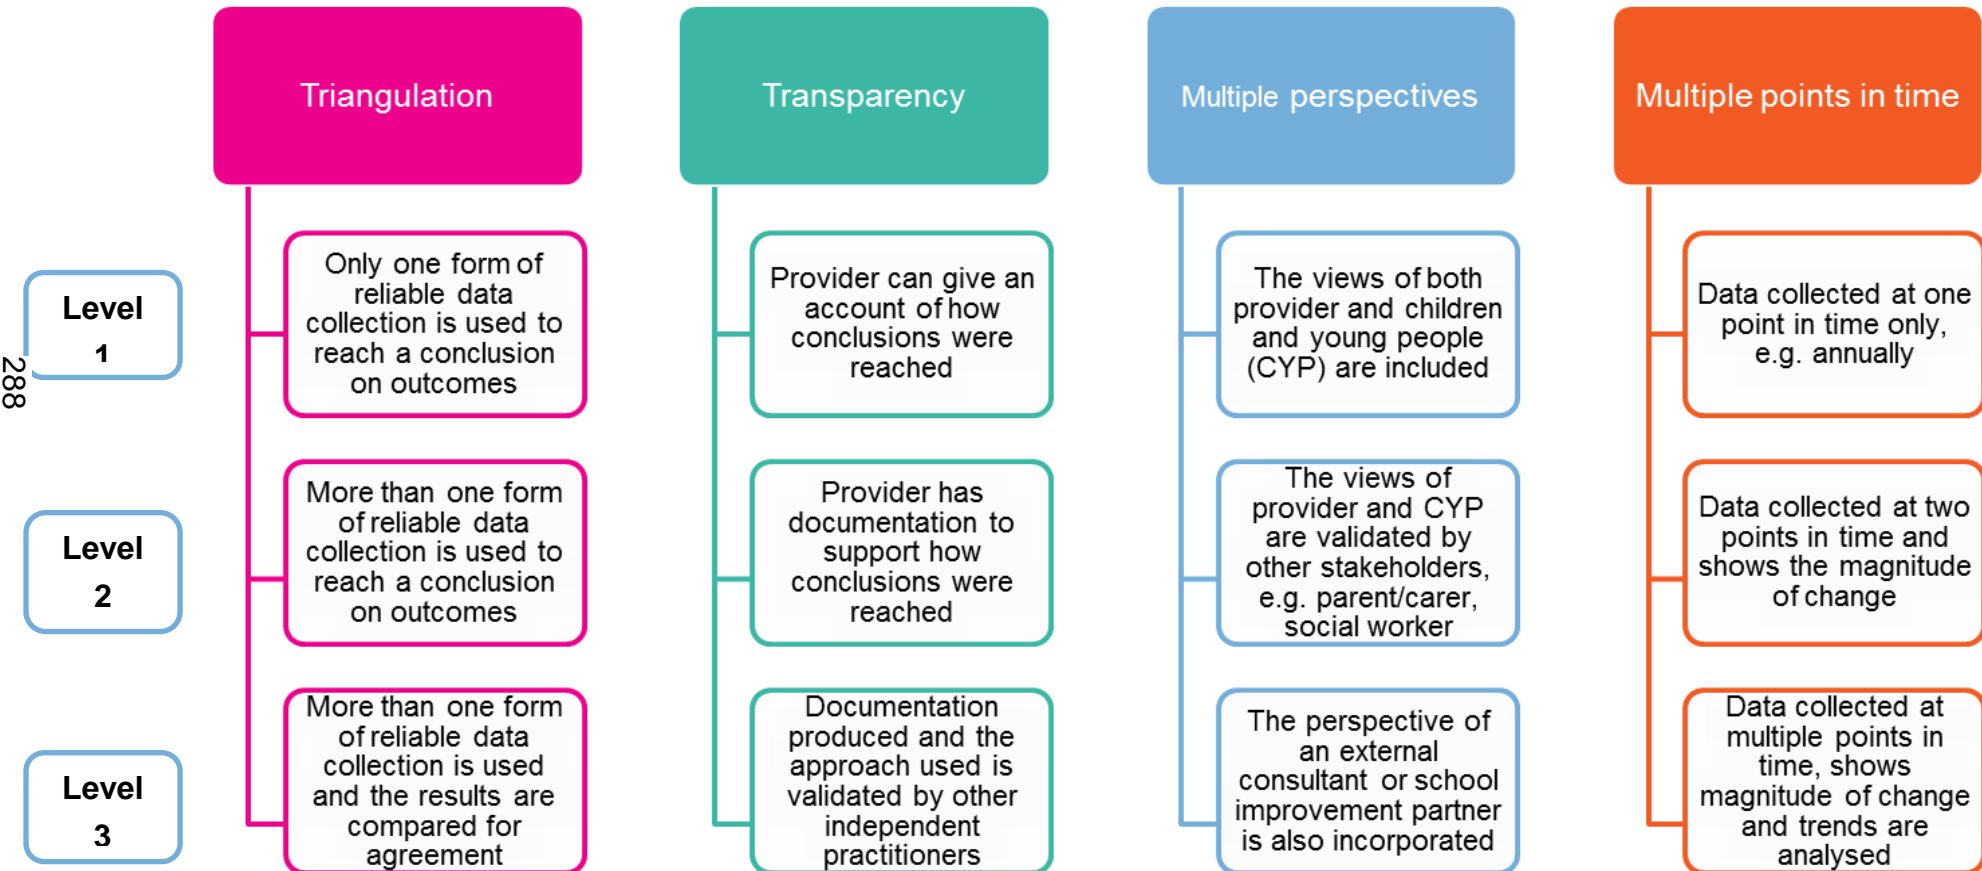 Triangulation
Transparency
Multiple perspectives
Multiple points in time
Level
1
Only one form of
reliable data
collection is used to
reach a conclusion
on outcomes
Provider can give an
account of how
conclusions were
reached
The views of both
provider and children
and young people
(CYP) are included
Data collected at one
point in time only,
e.g. annually
288
Level
2
More than one form
of reliable data
collection is used to
reach a conclusion
on outcomes
Provider has
documentation to
support how
conclusions were
reached
The views of
provider and CYP
are validated by
other stakeholders,
e.g. parent/carer,
social worker
Data collected at two
points in time and
shows the magnitude
of change
Level
3
More than one form
of reliable data
collection is used
and the results are
compared for
agreement
Documentation
produced and the
approach used is
validated by other
independent
practitioners
The perspective of
an external
consultant or school
improvement partner
is also incorporated
Data collected at
multiple points in
time, shows
magnitude of change
and trends are
analysed